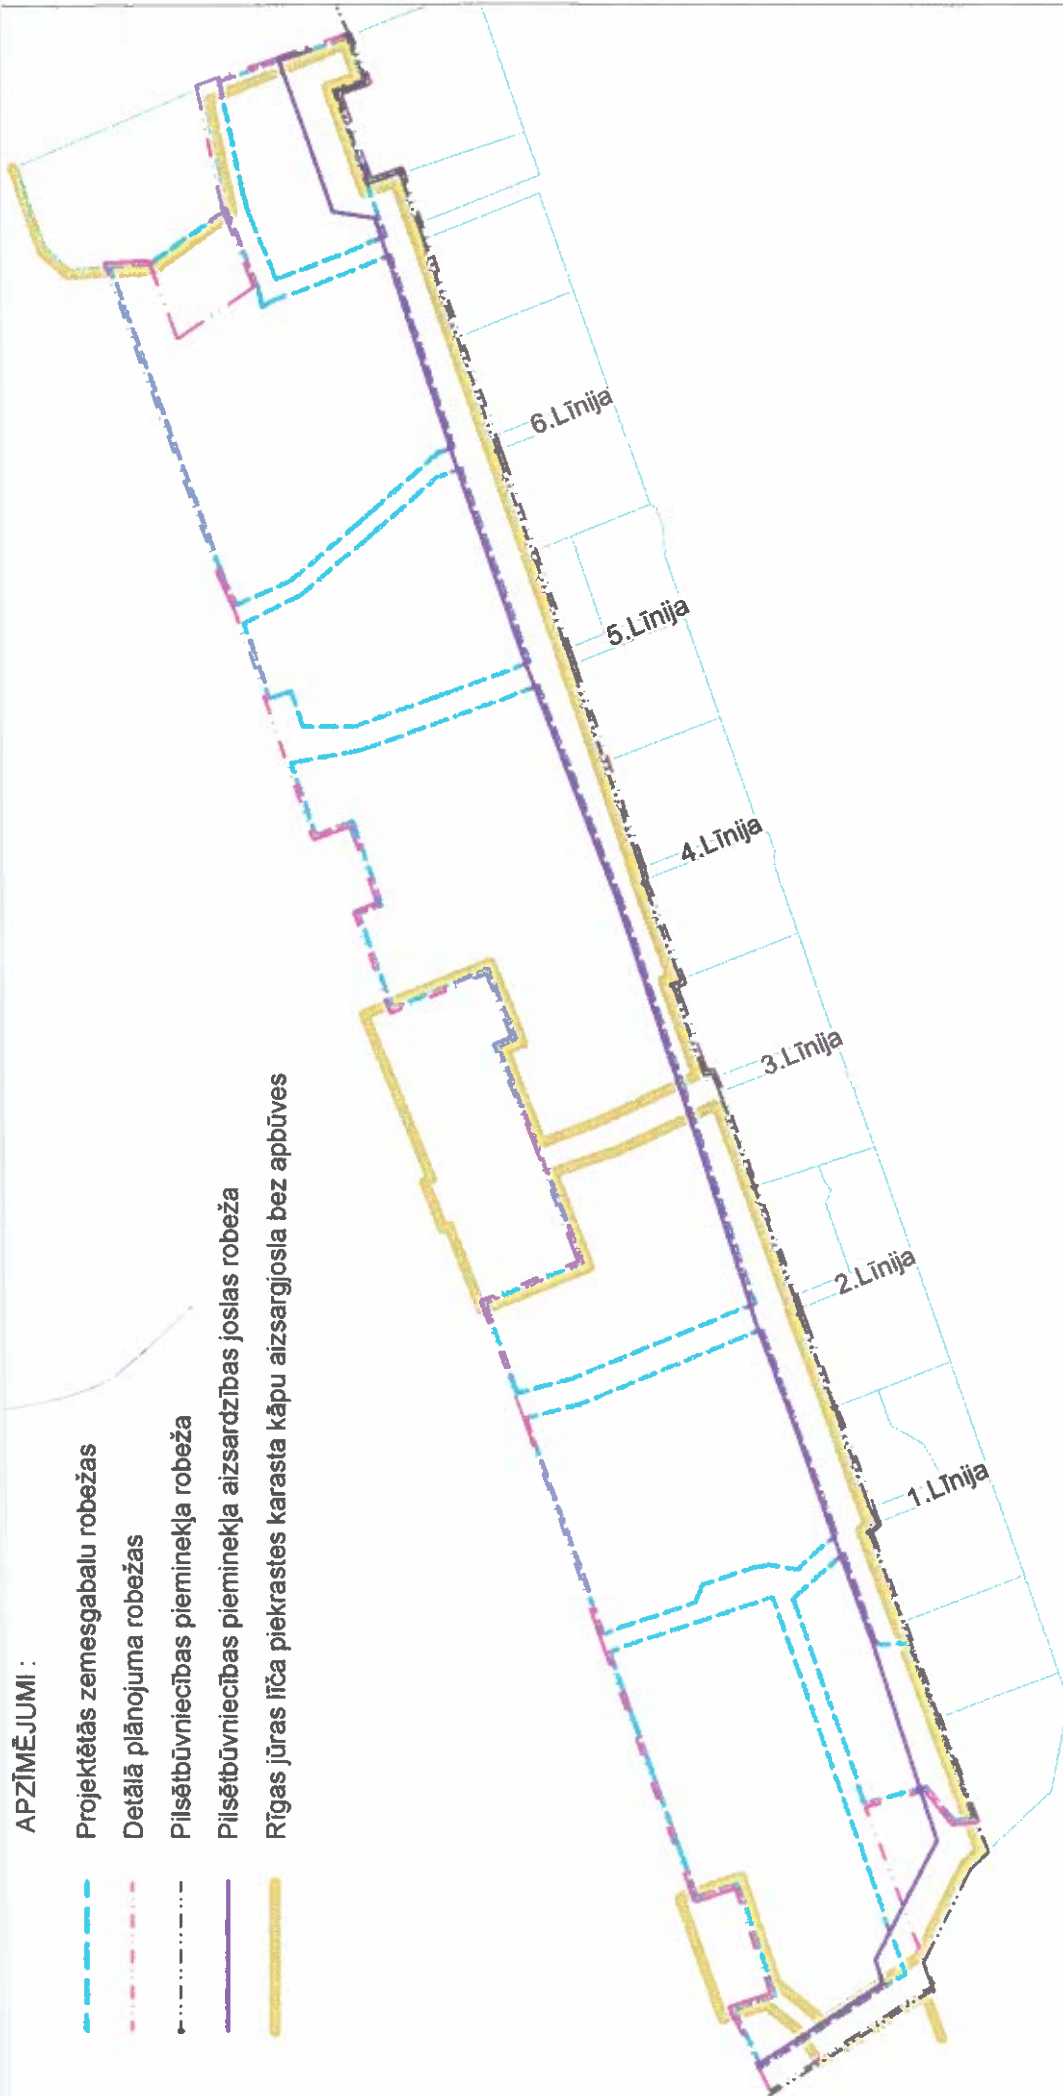 APZĪMĒJUMI :
Projektētās zemesgabalu robežas
Detālā plānojuma robežas
Pilsētbūvniecības pieminekļa robeža
Pilsētbūvniecības pieminekļa aizsardzības joslas robeža
Rīgas jūras līča piekrastes karasta kāpu aizsargjosla bez apbūves
1.Līnija
2.Līnija
3.Līnija
4.Līnija
5.Līnija
6.Līnija